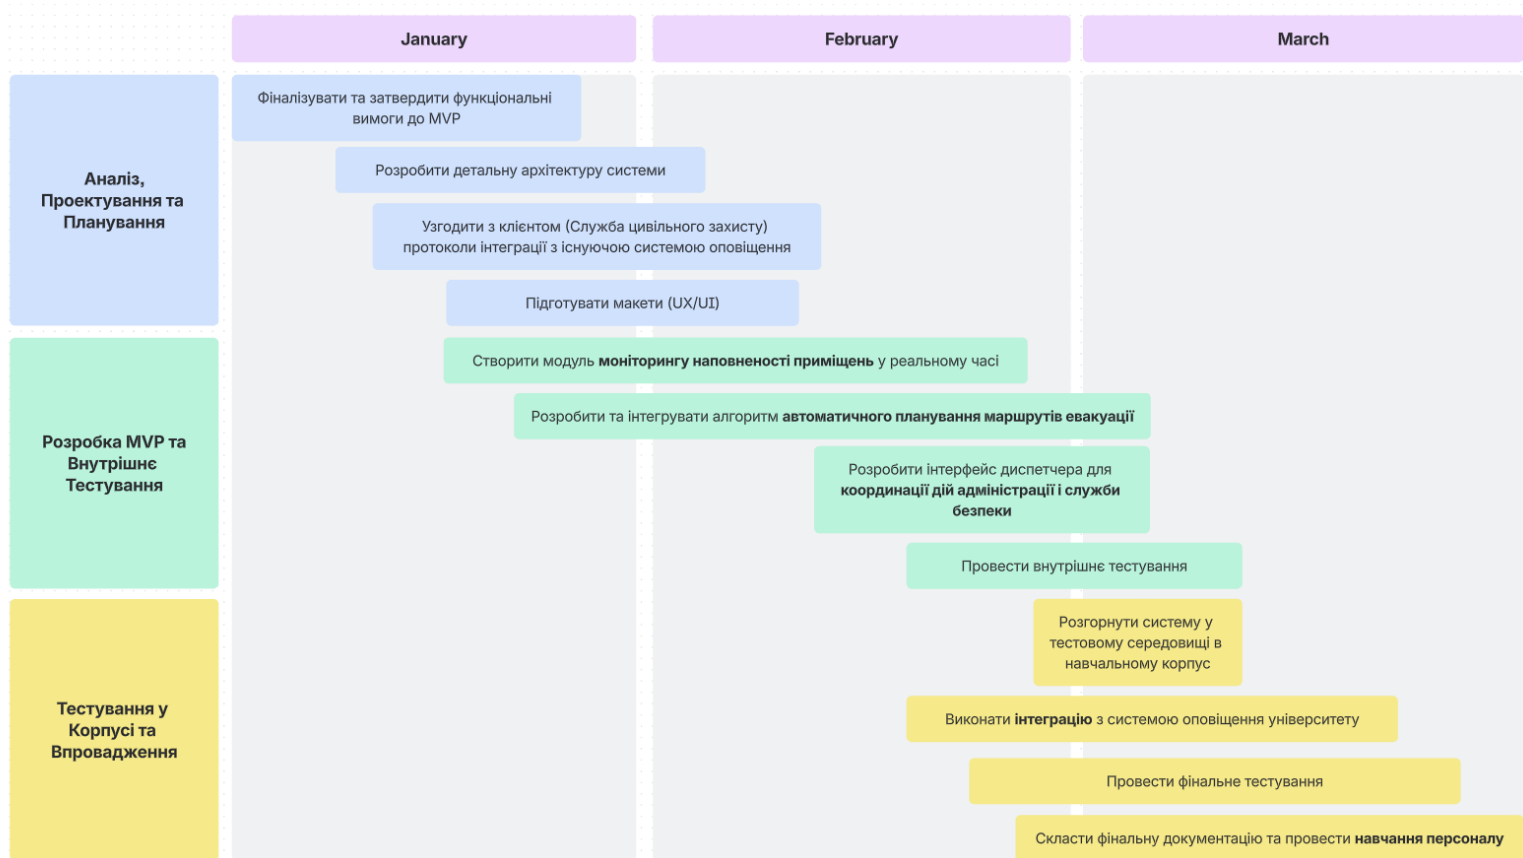 January
February
March
Аналіз,
Проектування та
Планування
Фіналізувати та затвердити функціональні
вимоги до MVP
Розробити детальну архітектуру системи
Узгодити з клієнтом (Служба цивільного захисту)
протоколи інтеграції з існуючою системою оповіщення
Підготувати макети (UX/UI)
Розробка MVP та
Внутрішнє
Тестування
Створити модуль моніторингу наповненості приміщень у реальному часі
Розробити та інтегрувати алгоритм автоматичного планування маршрутів евакуації
Розробити інтерфейс диспетчера для
координації дій адміністрації і служби
безпеки
Провести внутрішнє тестування
Тестування у
Корпусі та
Впровадження
Розгорнути систему у
тестовому середовищі в
навчальному корпус
Виконати інтеграцію з системою оповіщення університету
Провести фінальне тестування
Скласти фінальну документацію та провести навчання персоналу